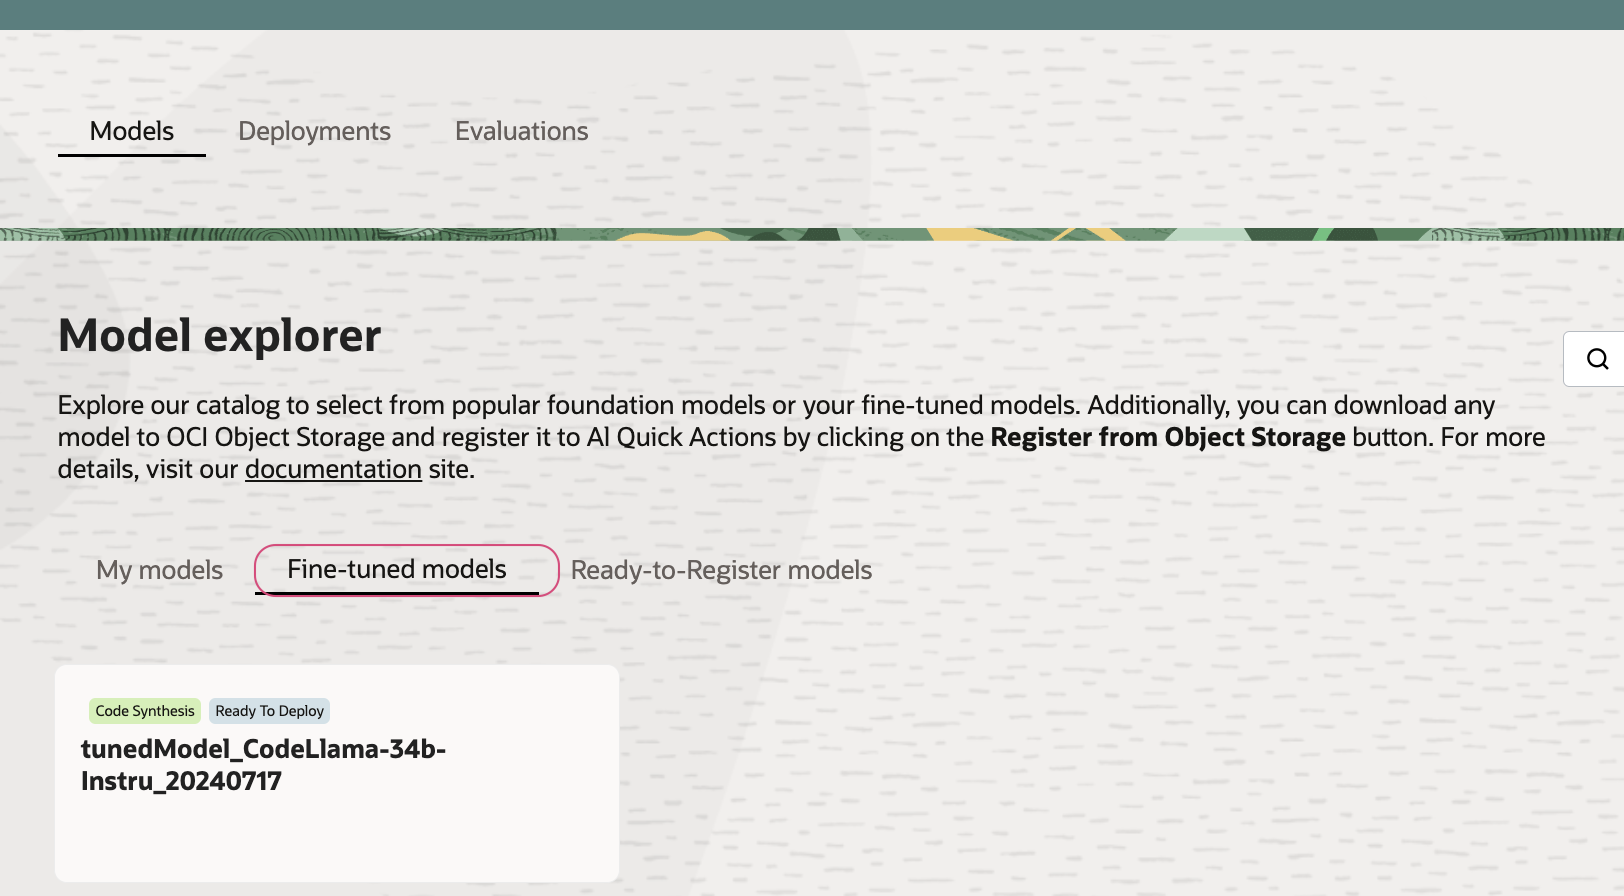 Models
Deployments
Evaluations
Model explorer
Explore our catalog to select from popular foundation models or your fine-tuned models. Additionally, you can download any
model to OCI Object Storage and register it to AI Quick Actions by clicking on the Register from Object Storage button. For more
details, visit our documentation site.
My models
Fine-tuned models
Ready-to-Register models
Code Synthesis
Ready To Deploy
tunedModel_CodeLlama-34b-
Instru_20240717